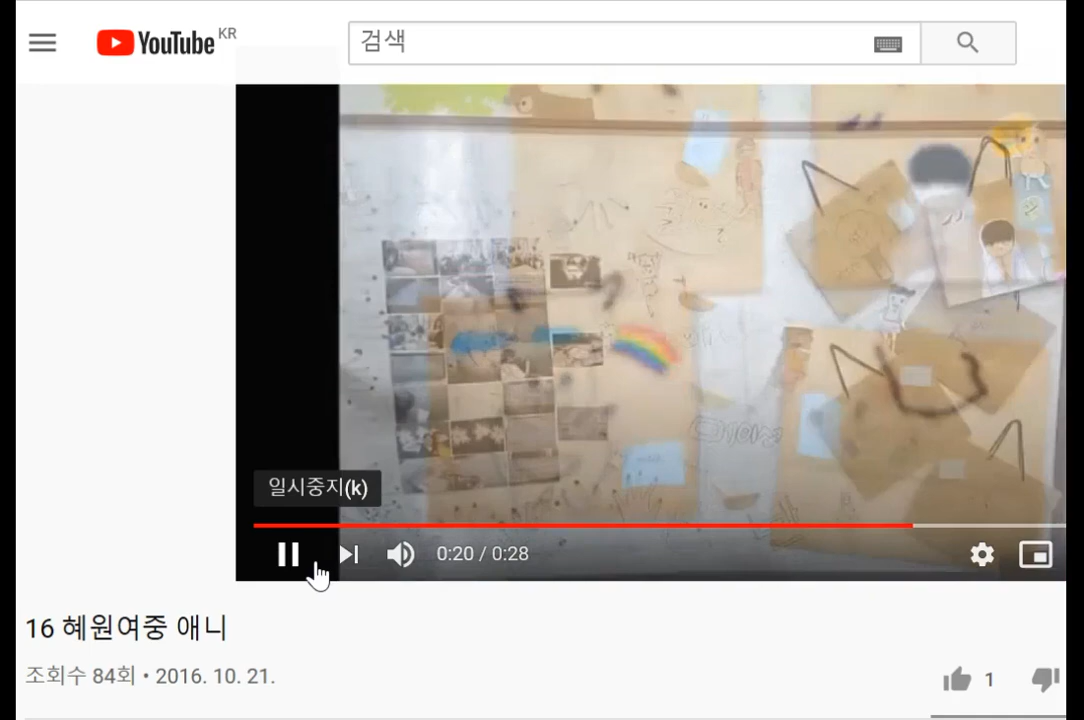 YouTube KR
검색
일시중지(k)
0:20 / 0:28
16 혜원여중 애니
조회수 84회 • 2016. 10. 21.
1